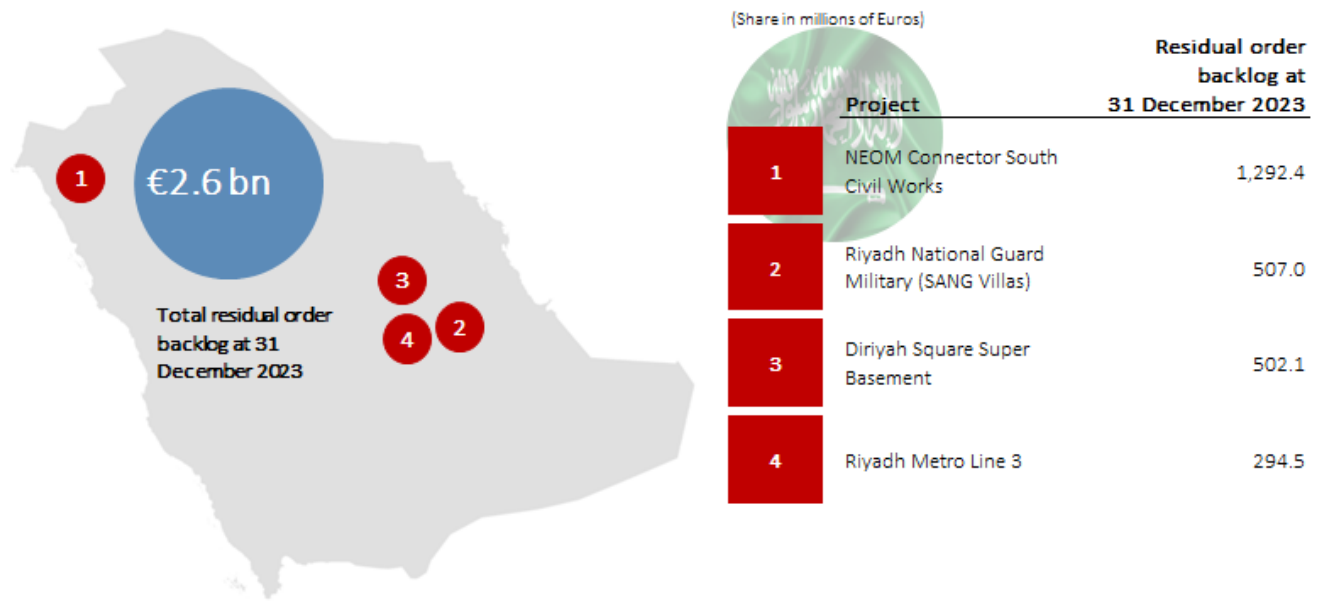 (Share in millions of Euros)
Residual order
backlog at
Project 31 December 2023
1 NEOM Connector South
Civil Works 1,292.4
2 Riyadh National Guard
Military (SANG Villas) 507.0
3 Diriyah Square Super
Basement 502.1
4 Riyadh Metro Line 3 294.5
€2.6 bn
1
3
2
4
Total residual order
backlog at 31
December 2023